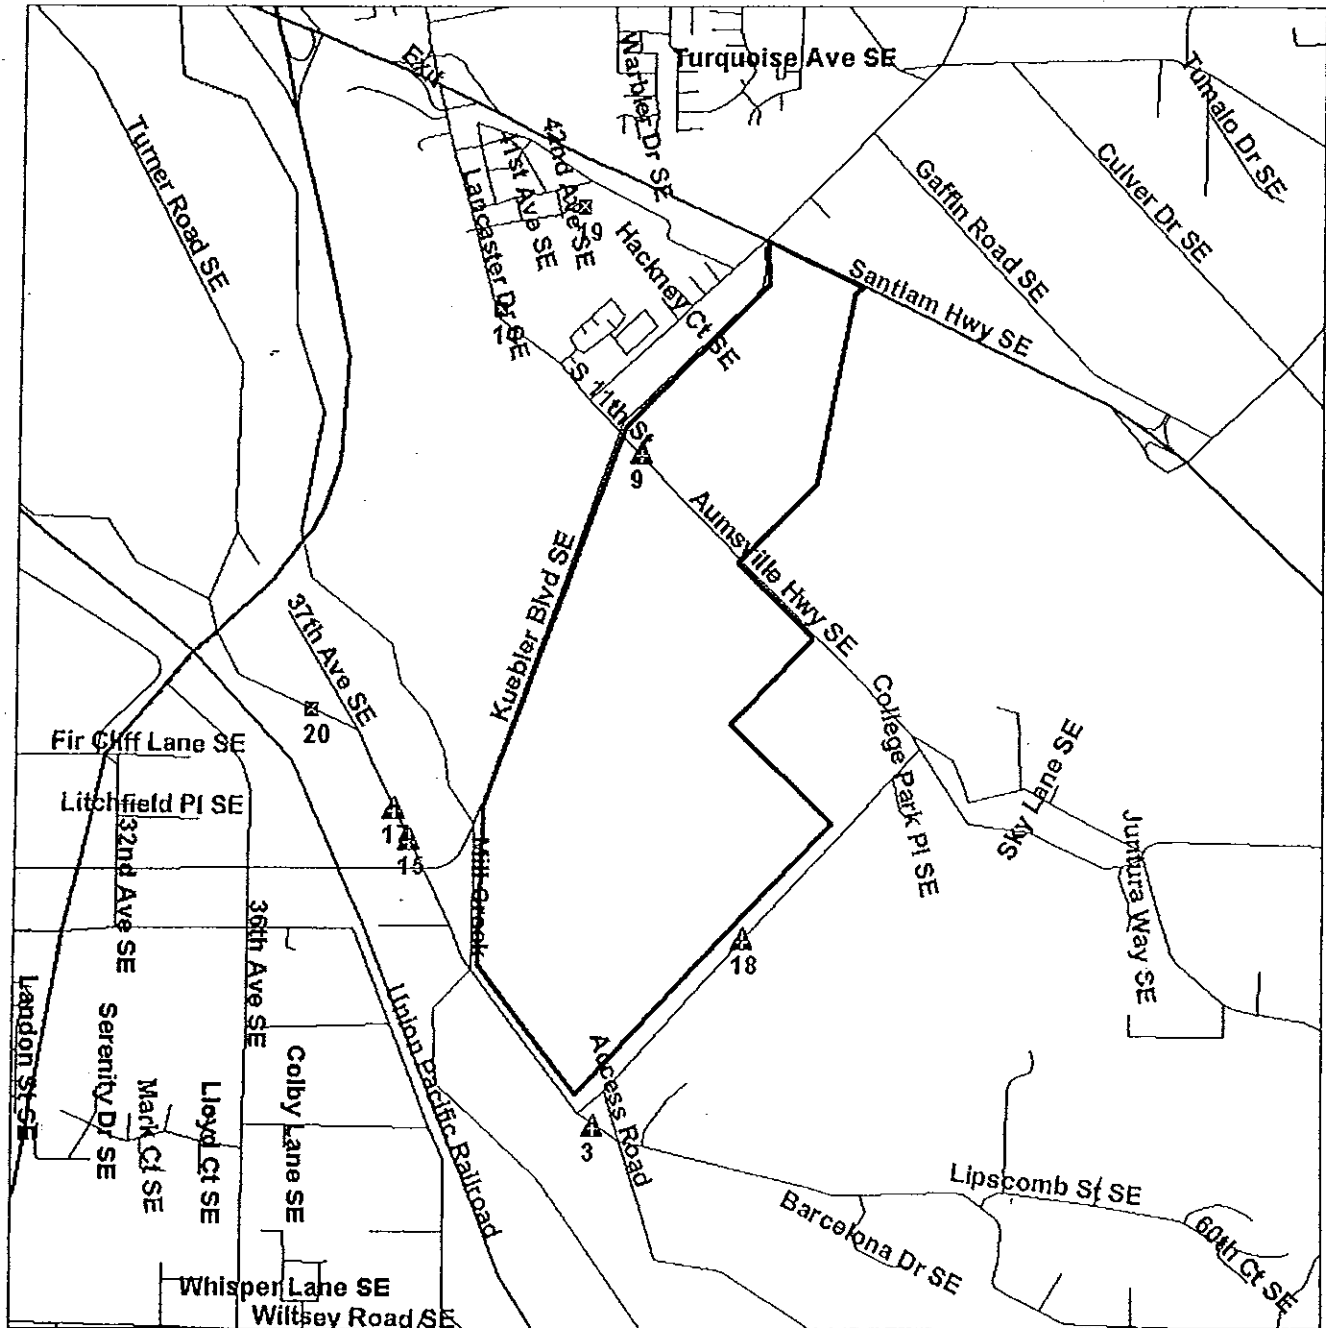 Turquoise Ave SE
Exit
Warbler Dr SE
Tumalo Dr SE
Turner Road SE
42nd Ave SE
41st Ave SE
Culver Dr SE
Gaffin Road SE
Lancaster Dr SE
19
Hackney Ct SE
Santiam Hwy SE
S 11th St
9
Aumsville Hwy SE
Kuebler Blvd SE
37th Ave SE
College Park Pl SE
20
Fir Cliff Lane SE
Sky Lane SE
Litchfield Pl SE
17
15
32nd Ave SE
Mill Creek
Juntura Way SE
36th Ave SE
18
Landon St SE
Union Pacific Railroad
Serenity Dr SE
Access Road
Colby Lane SE
Mark Ct SE
Lloyd Ct SE
3
Lipscomb St SE
Barcelona Dr SE
60th Ct SE
Whisper Lane SE
Wiltsey Road SE